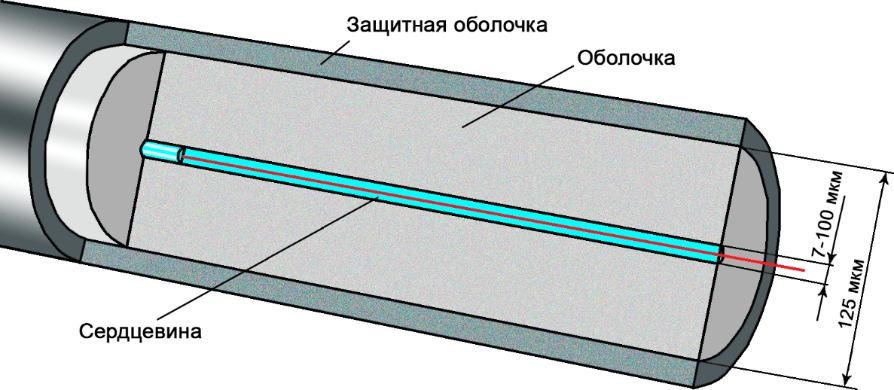 Защитная оболочка
Оболочка
Сердцевина
7-100 мкм
125 мкм